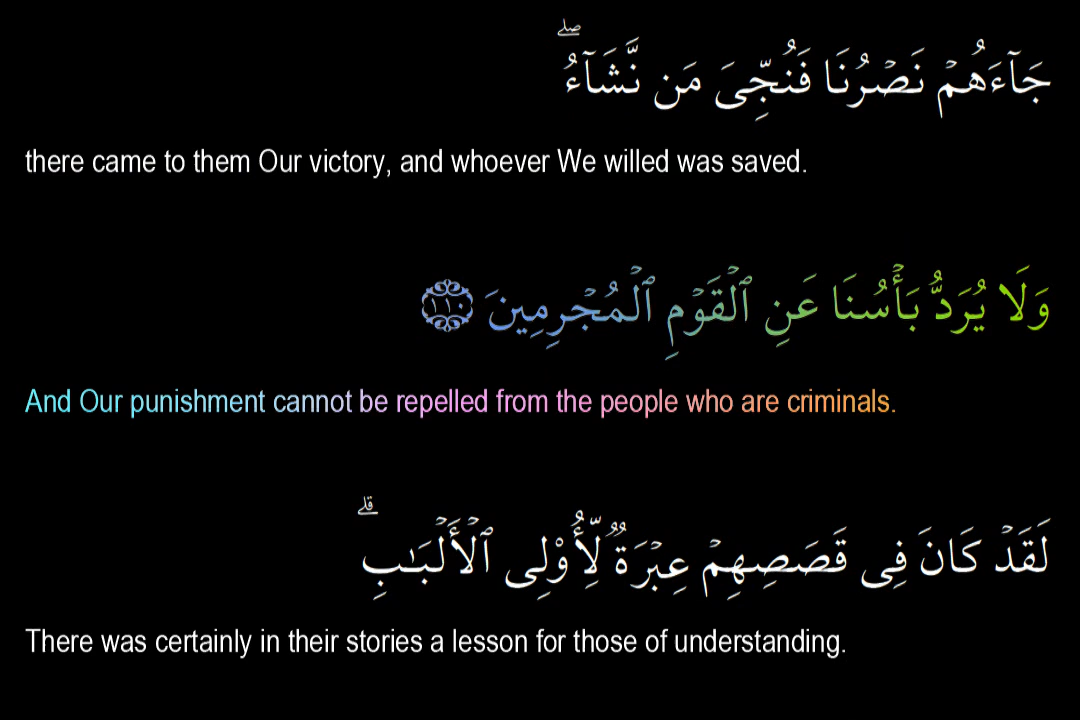 جَآءَهُمْ نَصْرُنَا فَنُجِّىَ مَن نَّشَآءُ ۖ
there came to them Our victory, and whoever We willed was saved.
وَلَا يُرَدُّ بَأْسُنَا عَنِ ٱلْقَوْمِ ٱلْمُجْرِمِينَ ١١٠
And Our punishment cannot be repelled from the people who are criminals.
لَقَدْ كَانَ فِى قَصَصِهِمْ عِبْرَةٌ لِّأُو۟لِى ٱلْأَلْبَـٰبِ ۗ
There was certainly in their stories a lesson for those of understanding.